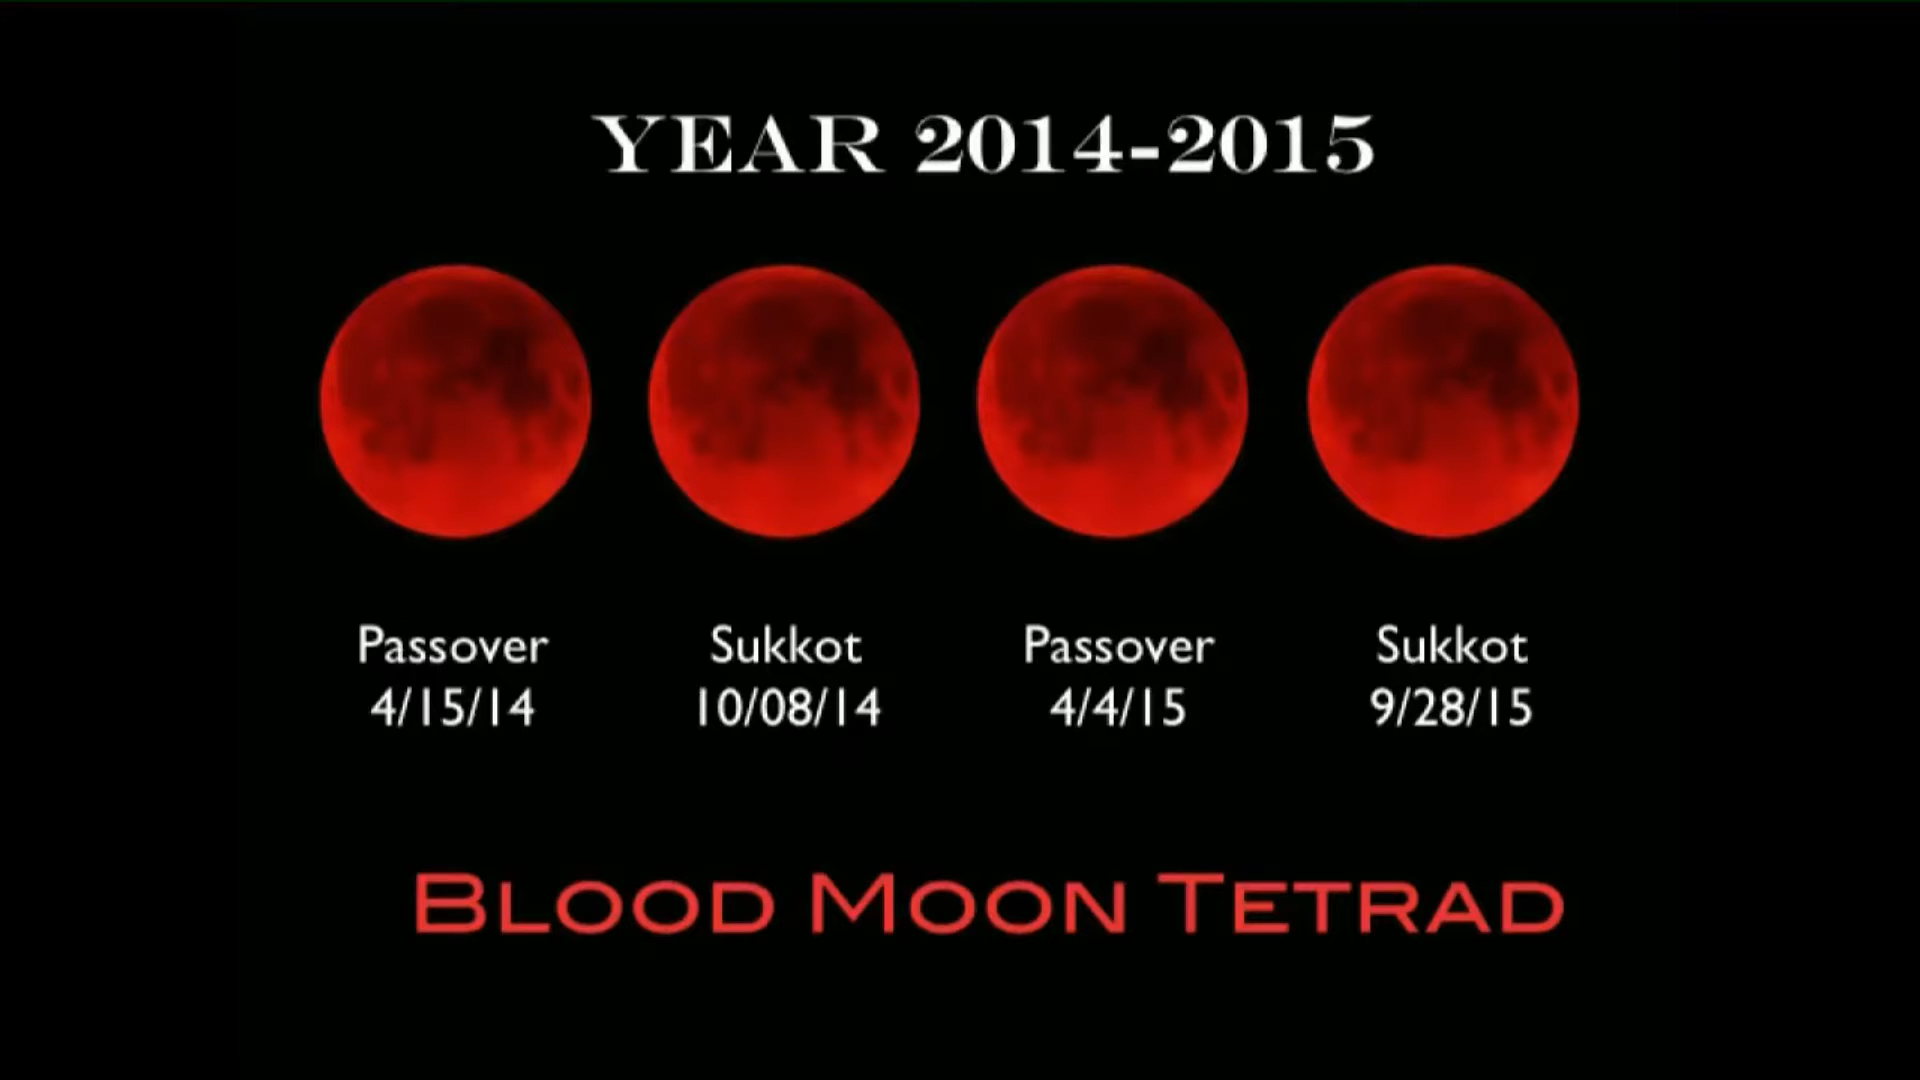 YEAR 2014-2015
Passover Sukkot Passover Sukkot
4/15/14 10/08/14 4/4/15 9/28/15
BLOOD MOON TETRAD